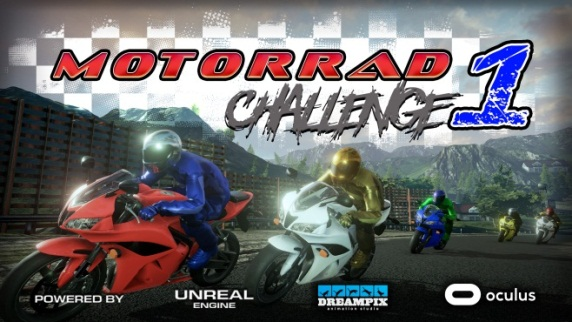 MOTORRAD
CHALLENGE 1
POWERED BY
UNREAL
ENGINE
DREAMPIX
animation studio
oculus